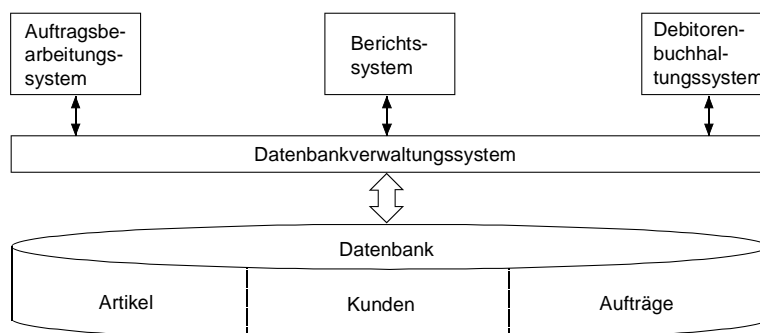 Auftragsbe-
arbeitungs-
system
Berichts-
system
Debitoren-
buchhal-
tungssystem
Datenbankverwaltungssystem
Datenbank
Artikel
Kunden
Aufträge